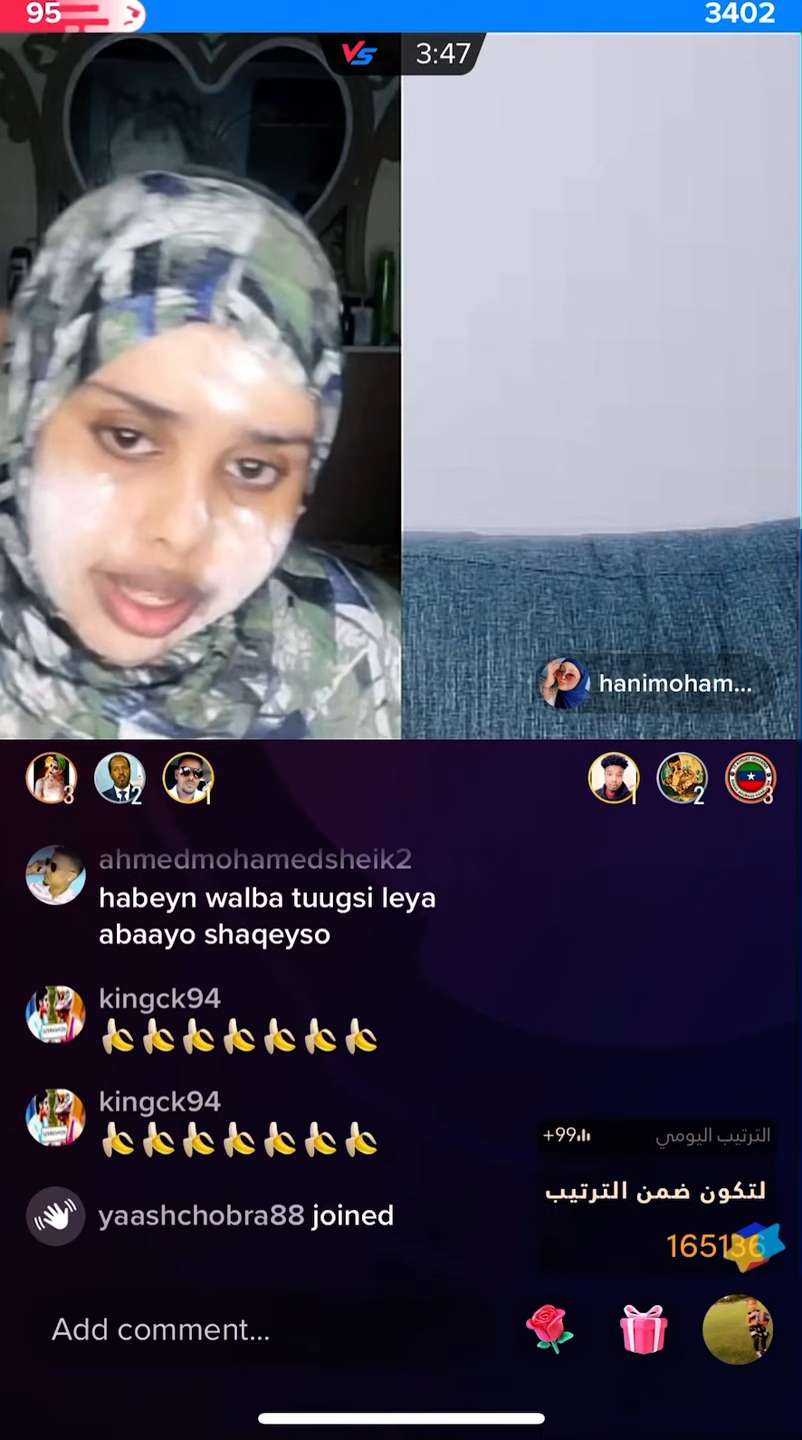 95
3402
VS
3:47
hanimoham...
3
2
1
1
2
3
ahmedmohamedsheik2
habeyn walba tuugsi leya
abaayo shaqeyso
kingck94
🍌🍌🍌🍌🍌🍌🍌
kingck94
🍌🍌🍌🍌🍌🍌🍌
yaashchobra88 joined
الترتيب اليومي
+99
لتكون ضمن الترتيب
165136
Add comment...